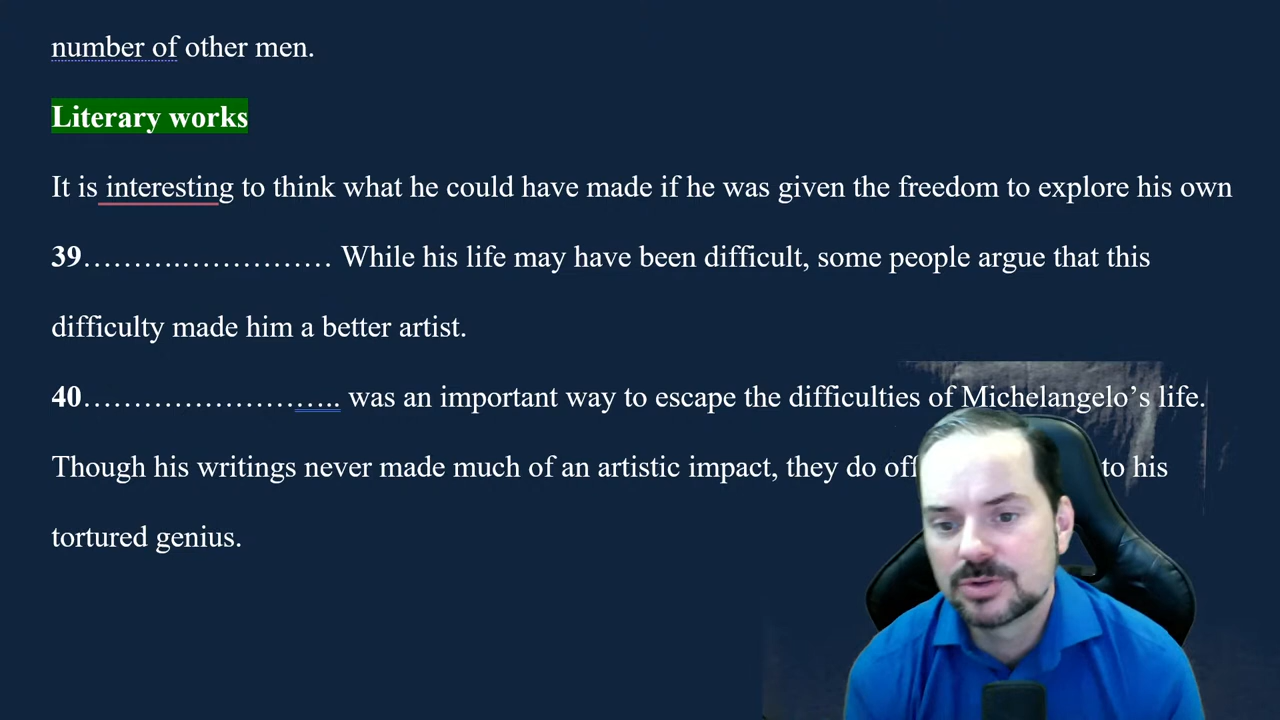 number of other men.
Literary works
It is interesting to think what he could have made if he was given the freedom to explore his own
39……….…………… While his life may have been difficult, some people argue that this
difficulty made him a better artist.
40…………………….. was an important way to escape the difficulties of Michelangelo’s life.
Though his writings never made much of an artistic impact, they do to his
tortured genius.